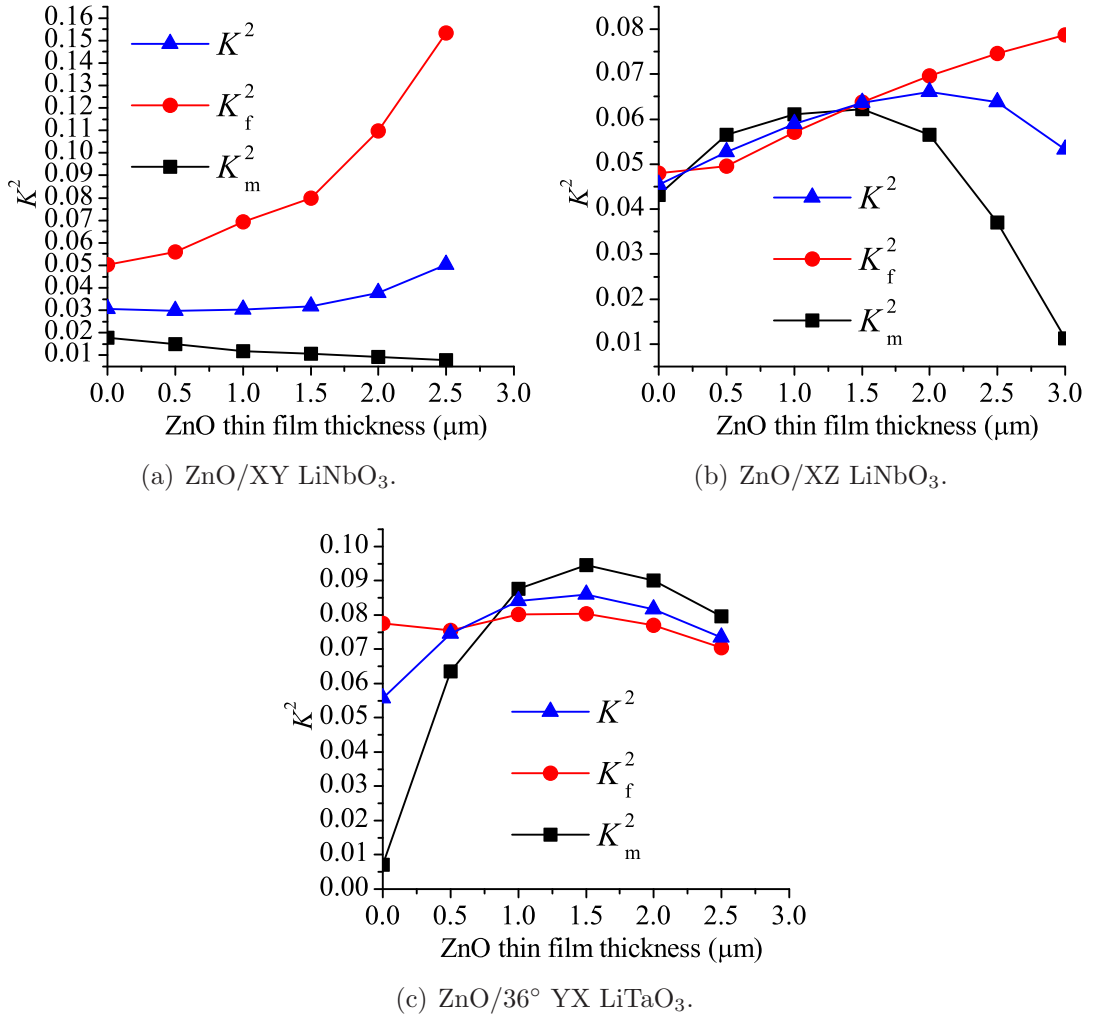 0.16
0.15
0.14
0.13
0.12
0.11
0.10
0.09
0.08
0.07
0.06
0.05
0.04
0.03
0.02
0.01
K²
K²
K²f
K²m
0.0 0.5 1.0 1.5 2.0 2.5 3.0
ZnO thin film thickness (μm)
(a) ZnO/XY LiNbO₃.
0.08
0.07
0.06
0.05
0.04
0.03
0.02
0.01
K²
K²
K²f
K²m
0.0 0.5 1.0 1.5 2.0 2.5 3.0
ZnO thin film thickness (μm)
(b) ZnO/XZ LiNbO₃.
0.10
0.09
0.08
0.07
0.06
0.05
0.04
0.03
0.02
0.01
0.00
K²
K²
K²f
K²m
0.0 0.5 1.0 1.5 2.0 2.5 3.0
ZnO thin film thickness (μm)
(c) ZnO/36° YX LiTaO₃.